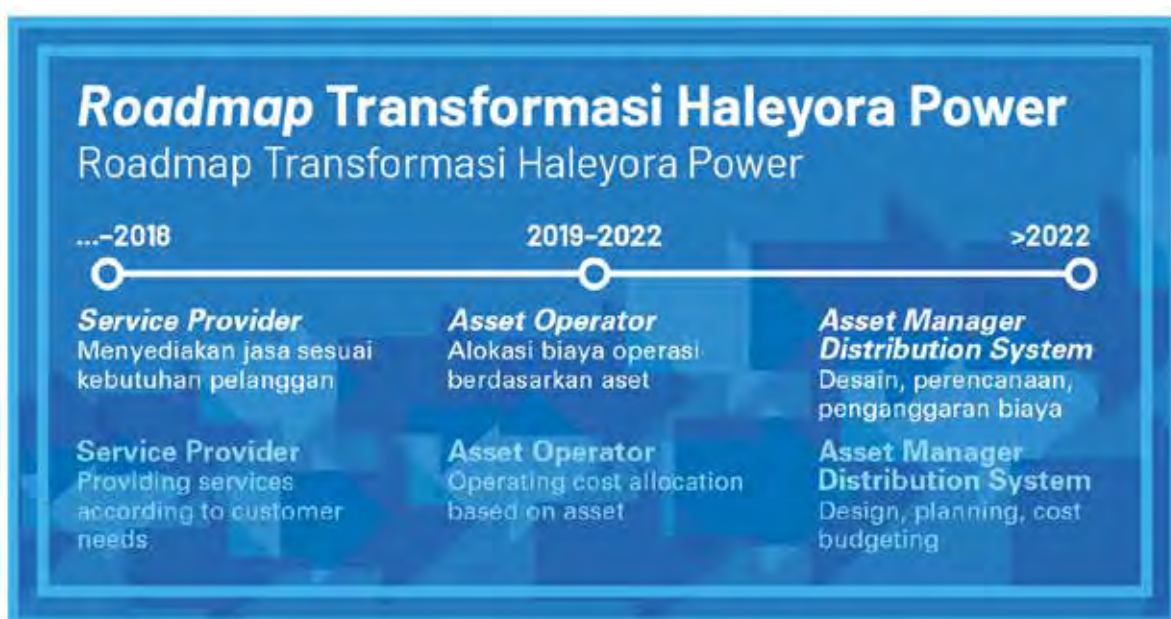 Roadmap Transformasi Haleyora Power
Roadmap Transformasi Haleyora Power
...–2018
2019–2022
>2022
Service Provider
Menyediakan jasa sesuai
kebutuhan pelanggan
Asset Operator
Alokasi biaya operasi
berdasarkan aset
Asset Manager
Distribution System
Desain, perencanaan,
penganggaran biaya
Service Provider
Providing services
according to customer
needs
Asset Operator
Operating cost allocation
based on asset
Asset Manager
Distribution System
Design, planning, cost
budgeting